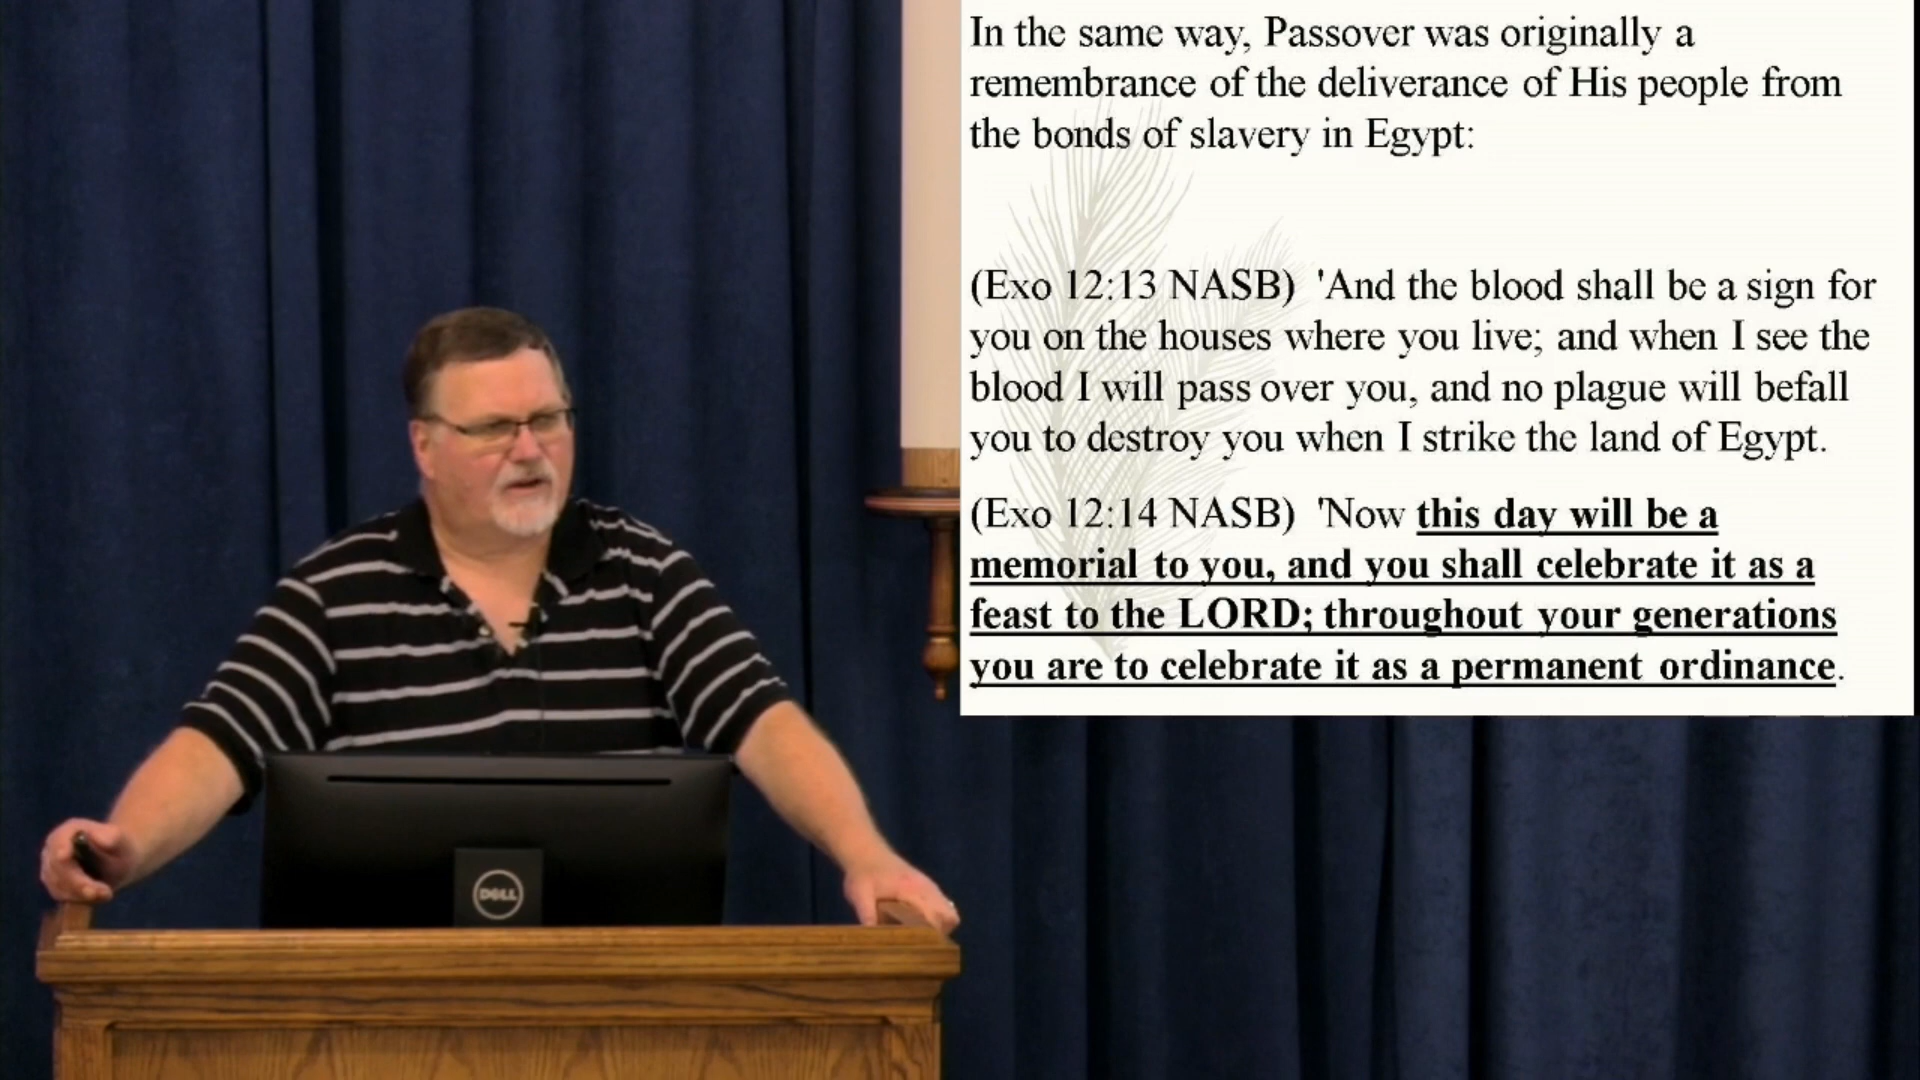 In the same way, Passover was originally a
remembrance of the deliverance of His people from
the bonds of slavery in Egypt:
(Exo 12:13 NASB) 'And the blood shall be a sign for
you on the houses where you live; and when I see the
blood I will pass over you, and no plague will befall
you to destroy you when I strike the land of Egypt.
(Exo 12:14 NASB) 'Now this day will be a
memorial to you, and you shall celebrate it as a
feast to the LORD; throughout your generations
you are to celebrate it as a permanent ordinance.
DELL